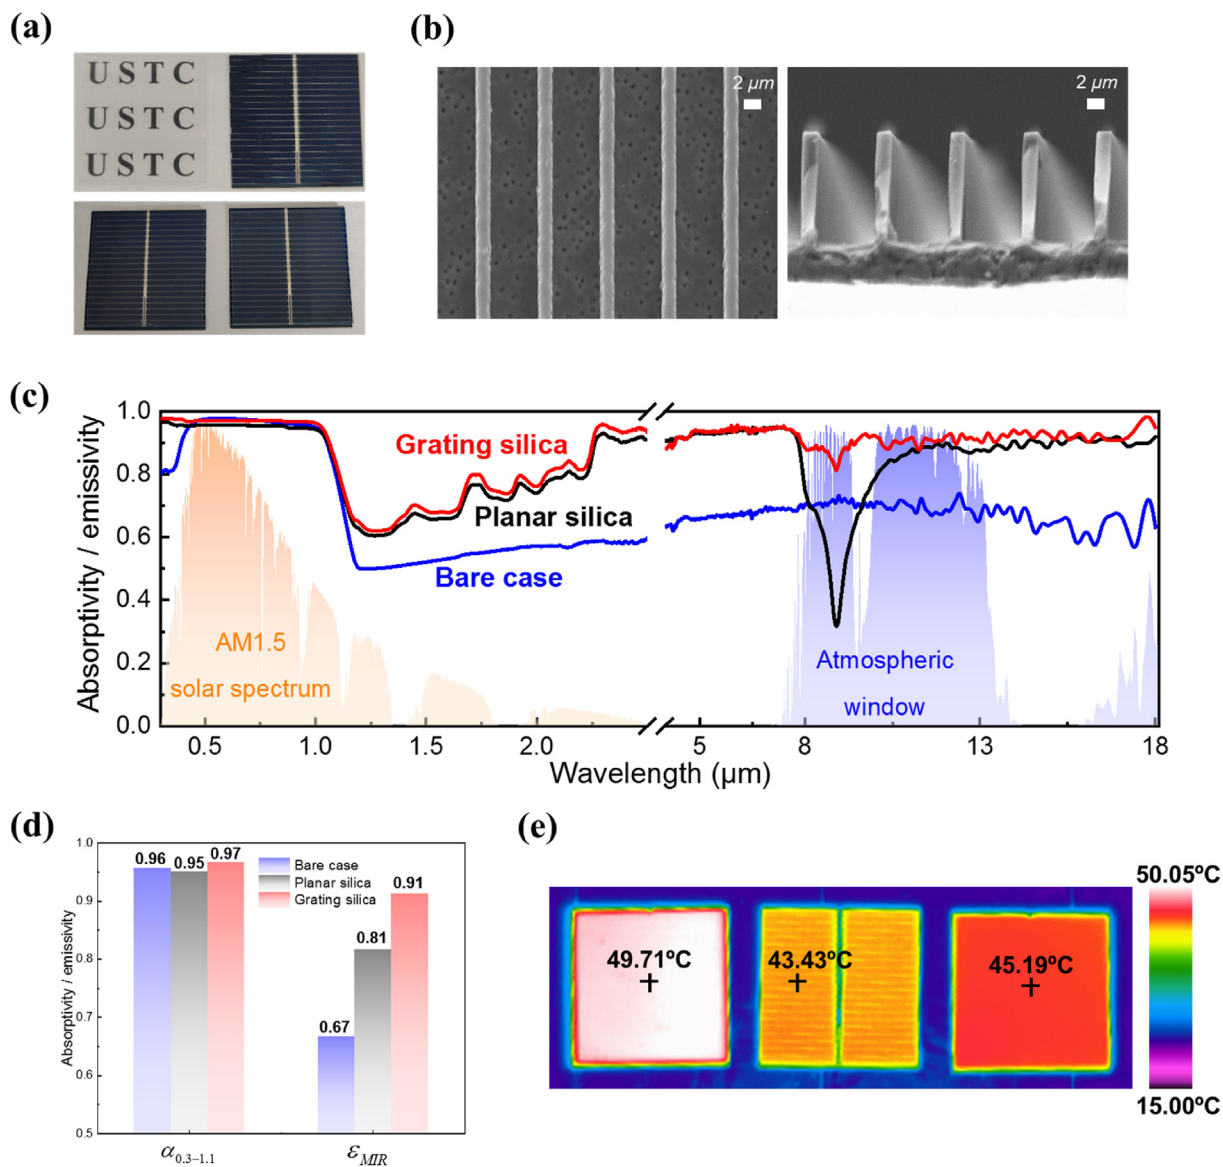 (a)
U S T C
U S T C
U S T C
(b)
2 μm
2 μm
(c)
Absorptivity / emissivity
1.0
0.8
0.6
0.4
0.2
0.0
Grating silica
Planar silica
Bare case
AM1.5
solar spectrum
Atmospheric
window
0.5
1.0
1.5
2.0
5
8
13
18
Wavelength (μm)
(d)
Absorptivity / emissivity
1.0
0.9
0.8
0.7
0.6
0.5
0.96
0.95
0.97
0.67
0.81
0.91
Bare case
Planar silica
Grating silica
α0.3–1.1
εMIR
(e)
49.71ºC
43.43ºC
45.19ºC
50.05ºC
15.00ºC